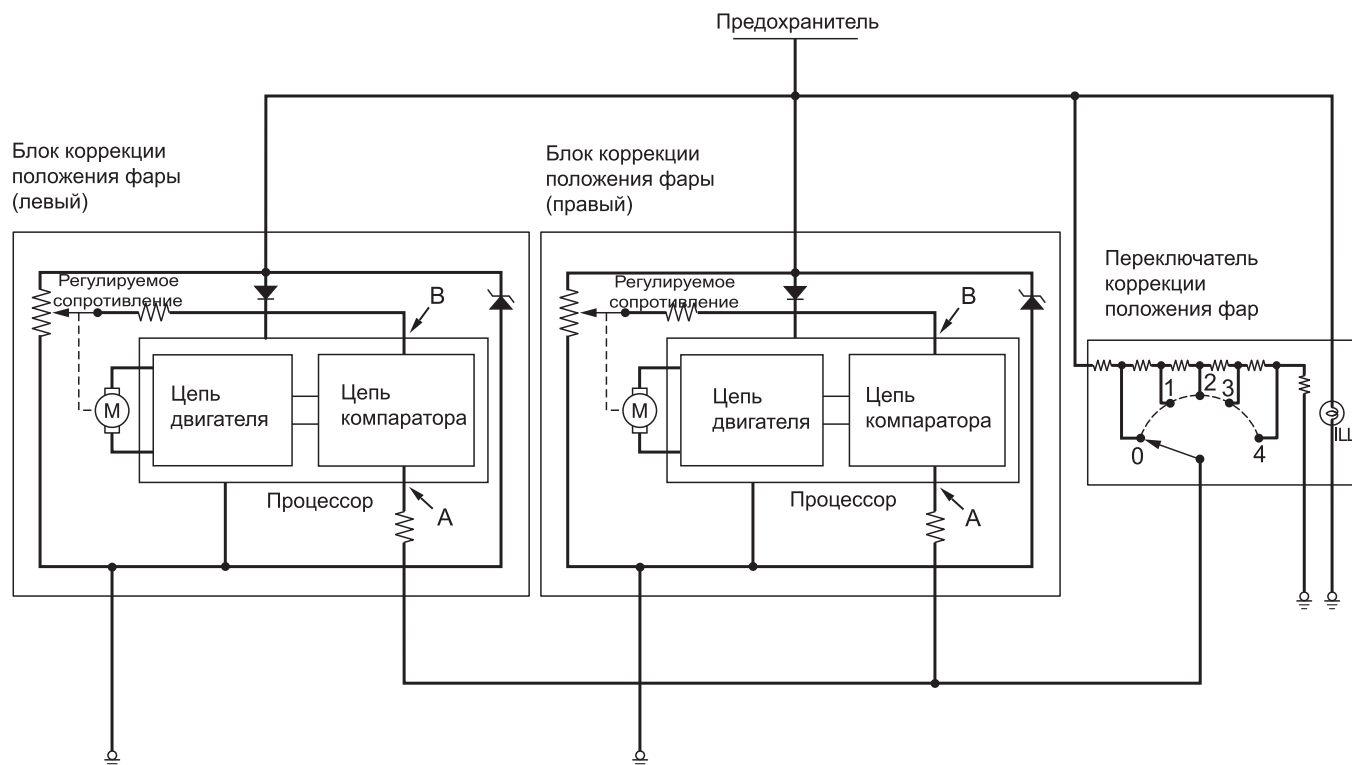 Предохранитель
Блок коррекции
положения фары
(левый)
Блок коррекции
положения фары
(правый)
Переключатель
коррекции
положения фар
Регулируемое
сопротивление
B
M
Цепь
двигателя
Цепь
компаратора
Процессор
A
Регулируемое
сопротивление
B
M
Цепь
двигателя
Цепь
компаратора
Процессор
A
0
1
2
3
4